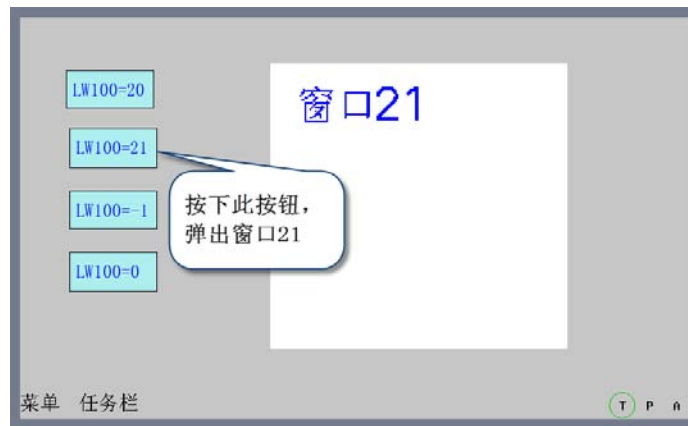 LW100=20
窗口21
LW100=21
按下此按钮，
弹出窗口21
LW100=-1
LW100=0
菜单 任务栏
T P A